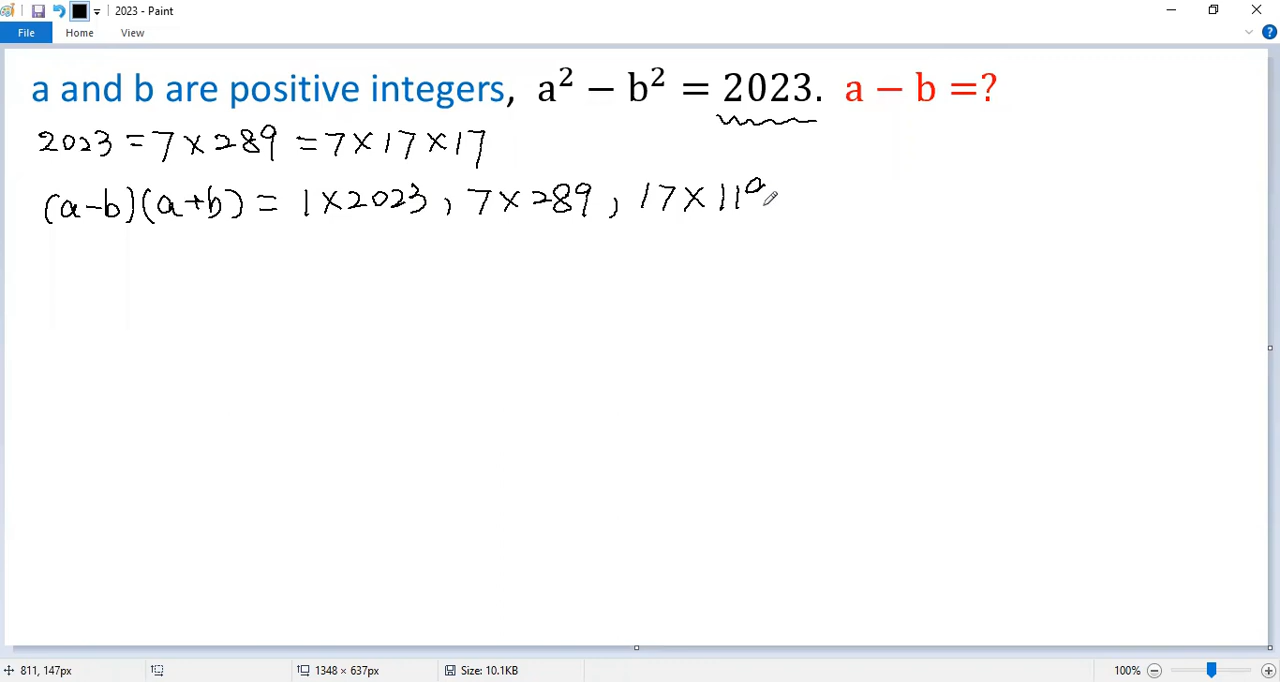 2023 - Paint
File Home View
a and b are positive integers, a² − b² = 2023. a − b =?
2023 = 7 × 289 = 7 × 17 × 17
(a-b)(a+b) = 1 × 2023, 7 × 289, 17 × 11
811, 147px 1348 × 637px Size: 10.1KB 100%